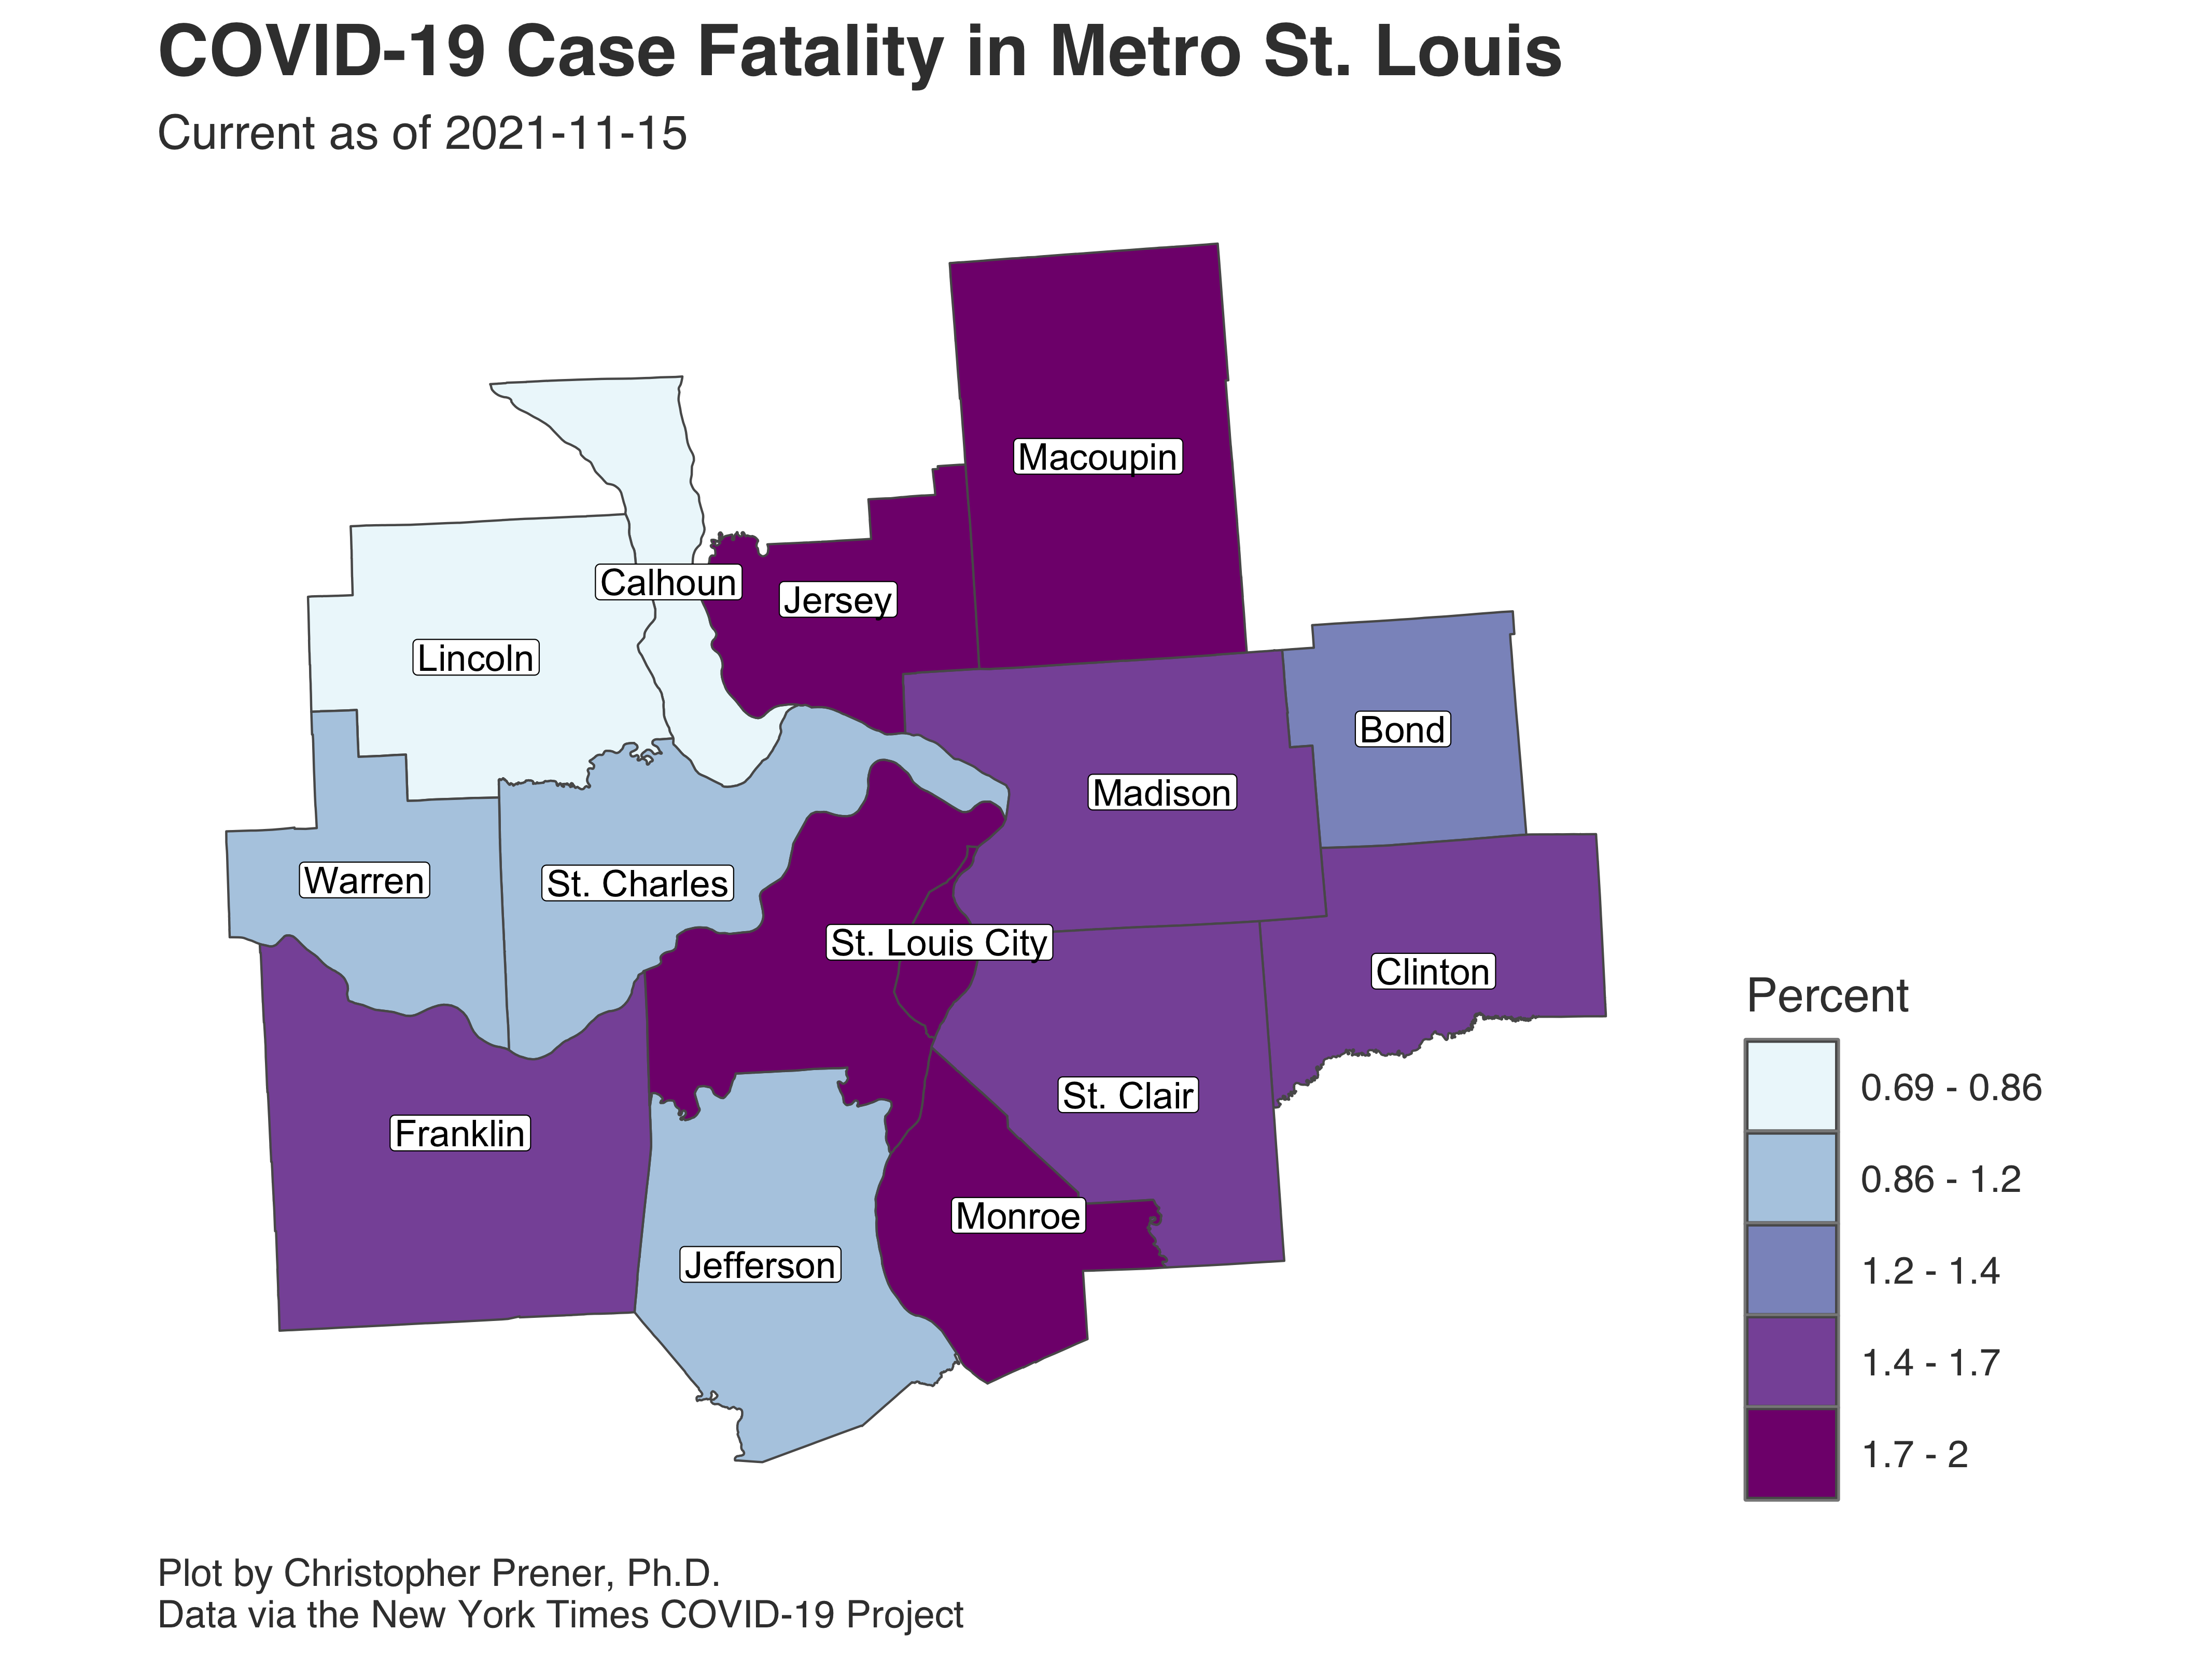 COVID-19 Case Fatality in Metro St. Louis
Current as of 2021-11-15
Macoupin
Calhoun
Jersey
Lincoln
Bond
Madison
Warren
St. Charles
St. Louis City
Clinton
St. Clair
Franklin
Monroe
Jefferson
Percent
0.69 - 0.86
0.86 - 1.2
1.2 - 1.4
1.4 - 1.7
1.7 - 2
Plot by Christopher Prener, Ph.D.
Data via the New York Times COVID-19 Project